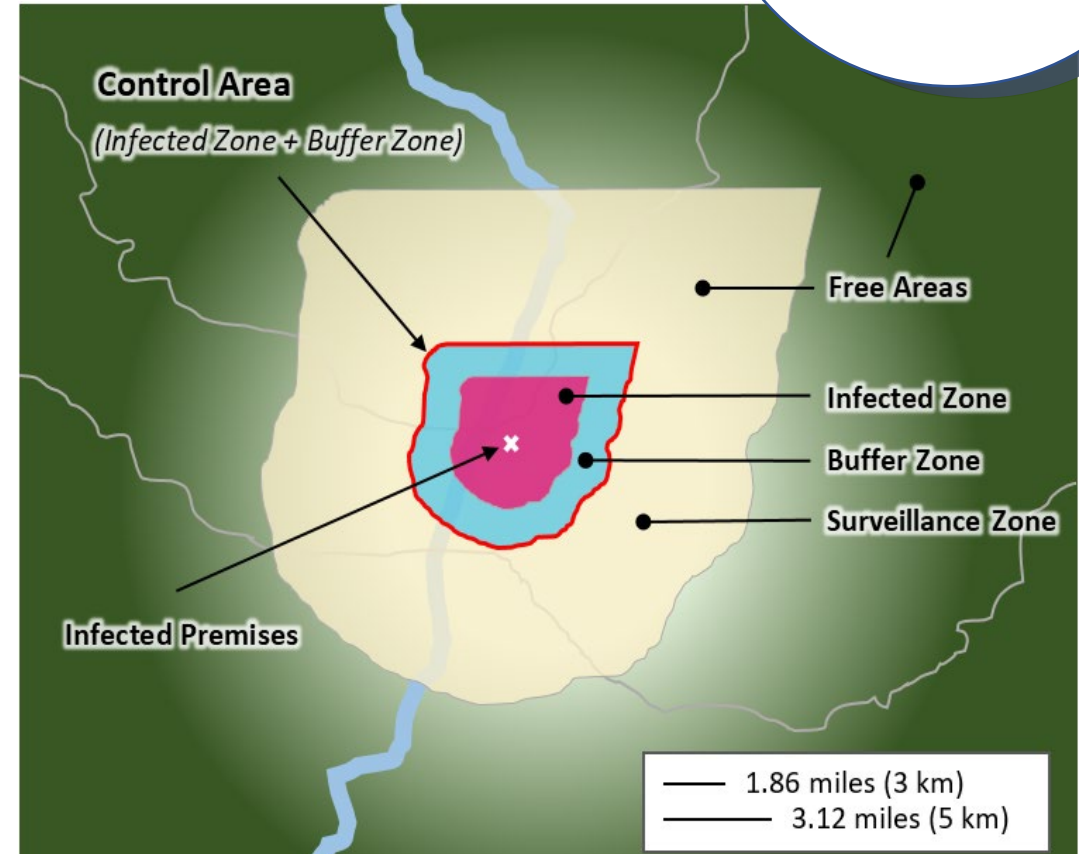 Control Area
(Infected Zone + Buffer Zone)
Free Areas
Infected Zone
Buffer Zone
Surveillance Zone
Infected Premises
1.86 miles (3 km)
3.12 miles (5 km)